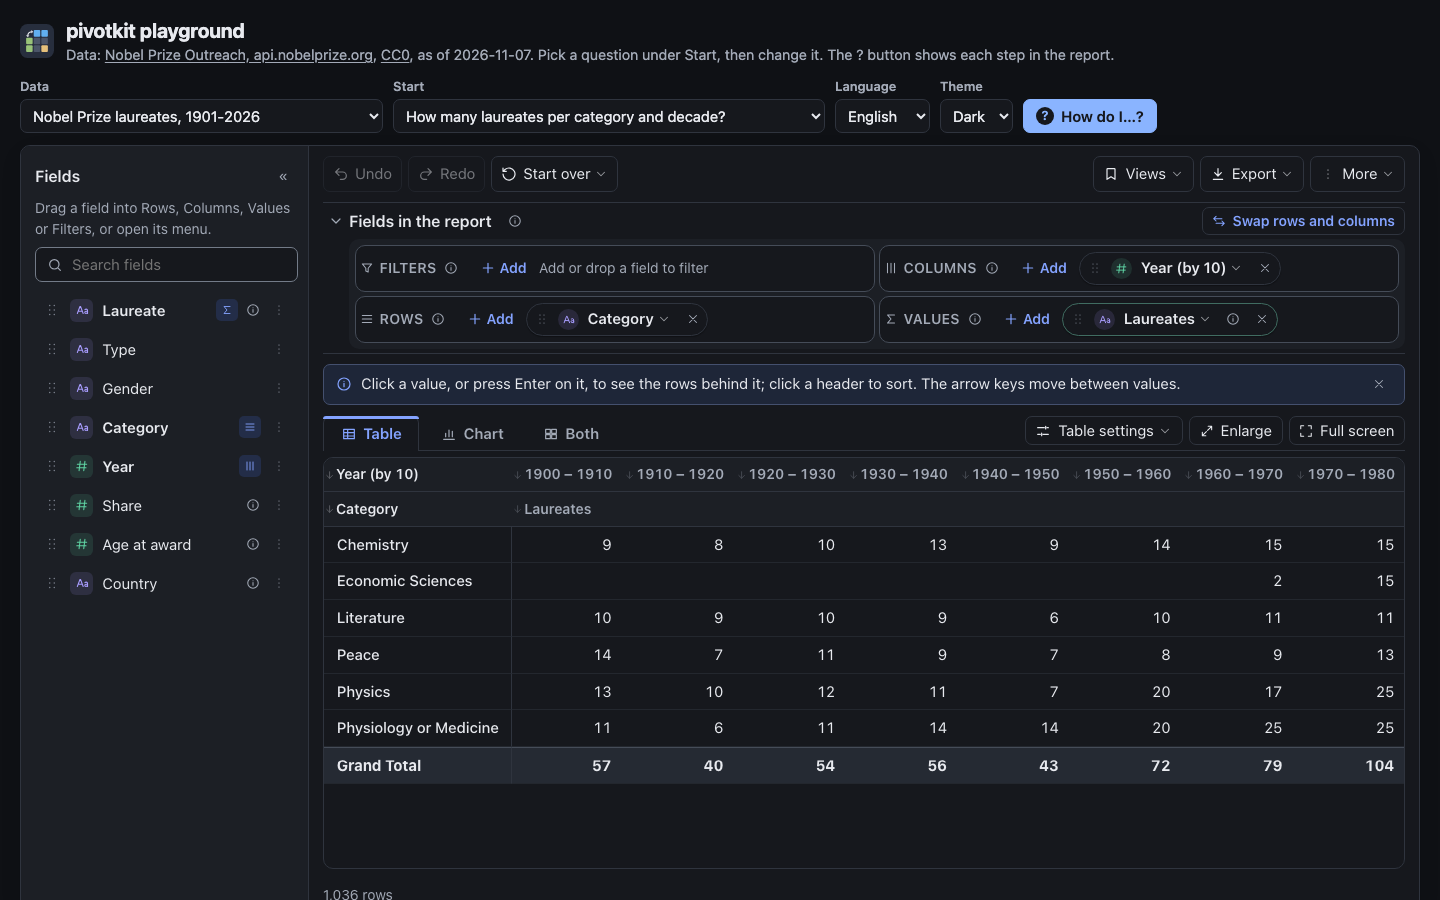 pivotkit playground
Data: Nobel Prize Outreach, api.nobelprize.org, CC0, as of 2026-11-07. Pick a question under Start, then change it. The ? button shows each step in the report.
Data
Start
Language
Theme
Nobel Prize laureates, 1901-2026
How many laureates per category and decade?
English
Dark
? How do I...?
Fields «
Drag a field into Rows, Columns, Values
or Filters, or open its menu.
Search fields
Aa Laureate Σ
Aa Type
Aa Gender
Aa Category
# Year
# Share
# Age at award
Aa Country
Undo
Redo
Start over
Views
Export
More
Fields in the report
Swap rows and columns
FILTERS + Add Add or drop a field to filter
COLUMNS + Add # Year (by 10) ×
ROWS + Add Aa Category ×
Σ VALUES + Add Aa Laureates ×
Click a value, or press Enter on it, to see the rows behind it; click a header to sort. The arrow keys move between values. ×
Table
Chart
Both
Table settings
Enlarge
Full screen
↓ Year (by 10) ↓ 1900 – 1910 ↓ 1910 – 1920 ↓ 1920 – 1930 ↓ 1930 – 1940 ↓ 1940 – 1950 ↓ 1950 – 1960 ↓ 1960 – 1970 ↓ 1970 – 1980
↓ Category ↓ Laureates
Chemistry 9 8 10 13 9 14 15 15
Economic Sciences 2 15
Literature 10 9 10 9 6 10 11 11
Peace 14 7 11 9 7 8 9 13
Physics 13 10 12 11 7 20 17 25
Physiology or Medicine 11 6 11 14 14 20 25 25
Grand Total 57 40 54 56 43 72 79 104
1,036 rows